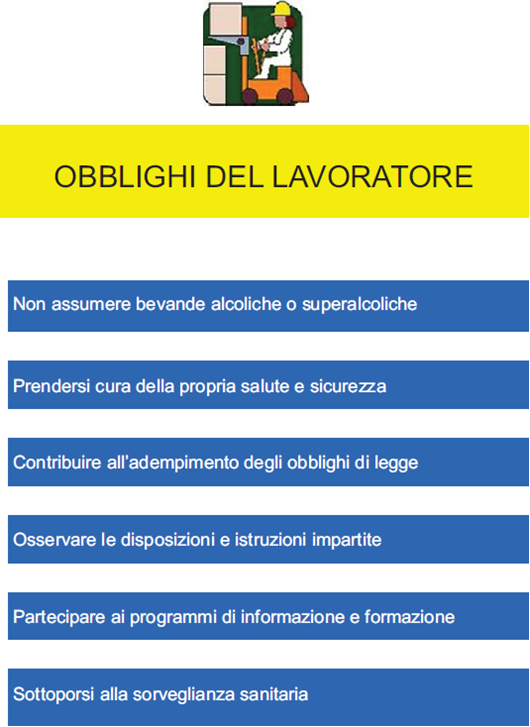 OBBLIGHI DEL LAVORATORE
Non assumere bevande alcoliche o superalcoliche
Prendersi cura della propria salute e sicurezza
Contribuire all'adempimento degli obblighi di legge
Osservare le disposizioni e istruzioni impartite
Partecipare ai programmi di informazione e formazione
Sottoporsi alla sorveglianza sanitaria